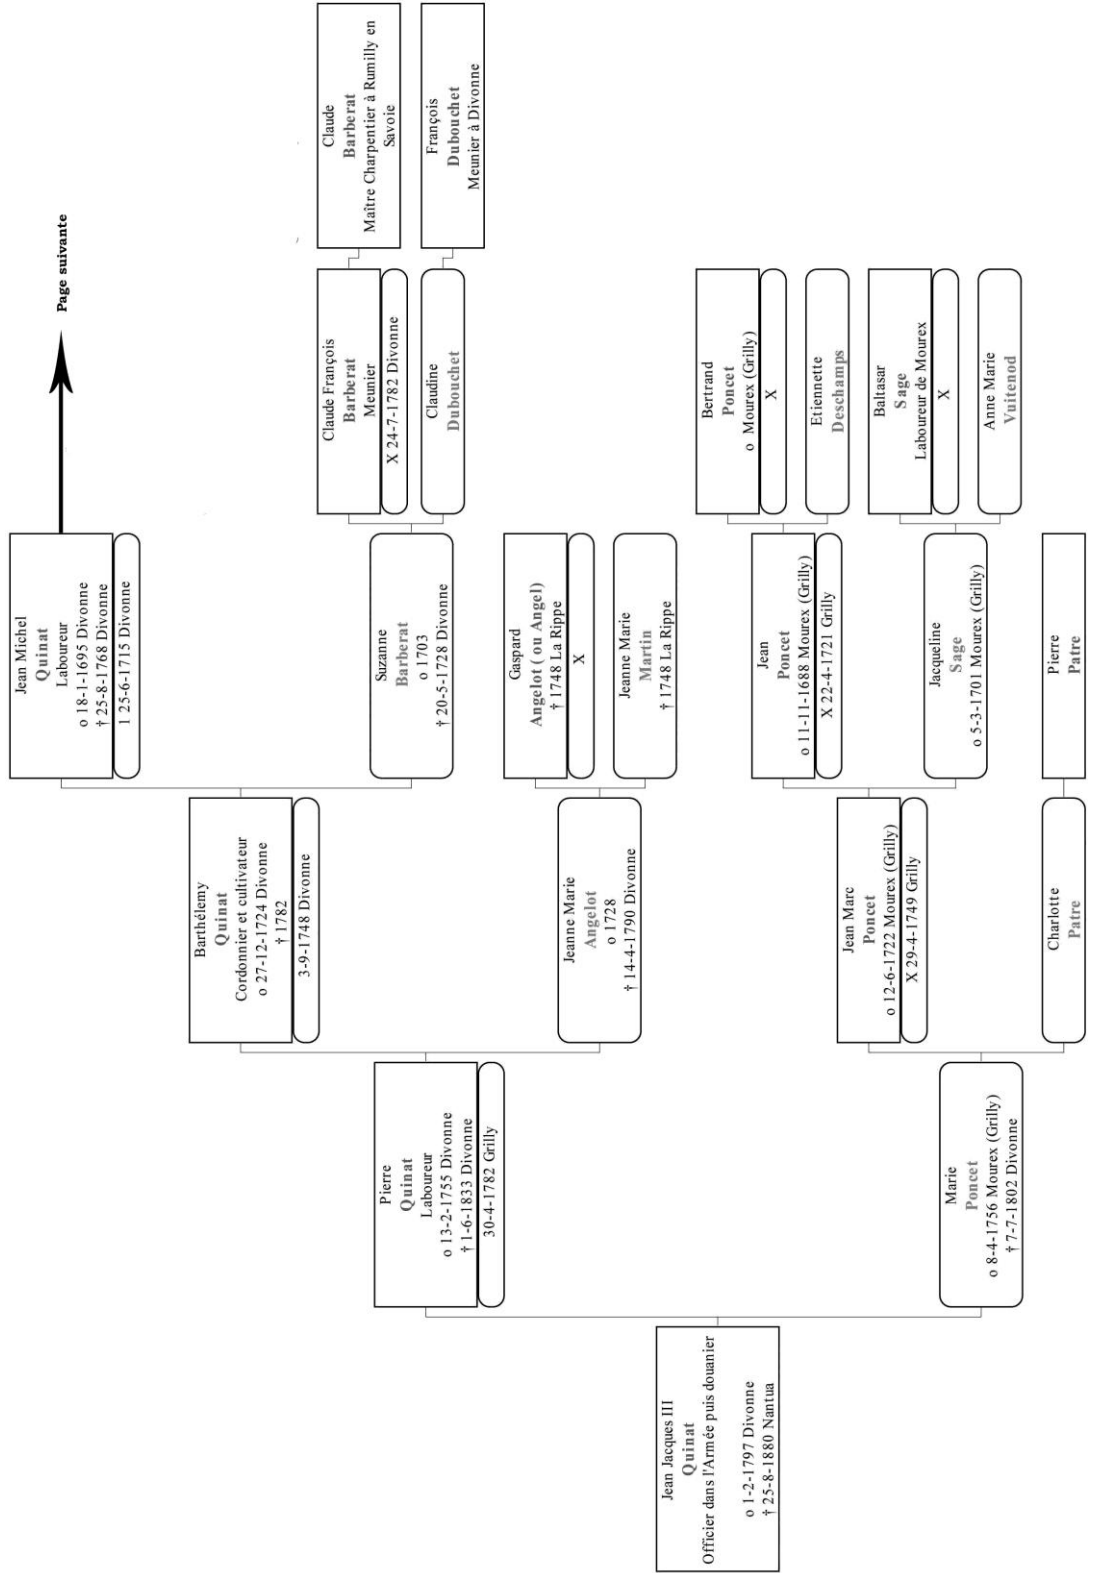 Jean Jacques III
Quinat
Officier dans l'Armée puis douanier
o 1-2-1797 Divonne
† 25-8-1880 Nantua
Pierre
Quinat
Laboureur
o 13-2-1755 Divonne
† 1-6-1833 Divonne
30-4-1782 Grilly
Marie
Poncet
o 8-4-1756 Mourex (Grilly)
† 7-7-1802 Divonne
Barthélemy
Quinat
Cordonnier et cultivateur
o 27-12-1724 Divonne
† 1782
3-9-1748 Divonne
Jeanne Marie
Angelot
o 1728
† 14-4-1790 Divonne
Jean Marc
Poncet
o 12-6-1722 Mourex (Grilly)
X 29-4-1749 Grilly
Charlotte
Patre
Jean Michel
Quinat
Laboureur
o 18-1-1695 Divonne
† 25-8-1768 Divonne
1 25-6-1715 Divonne
Suzanne
Barberat
o 1703
† 20-5-1728 Divonne
Gaspard
Angelot ( ou Angel)
† 1748 La Rippe
X
Jeanne Marie
Martin
† 1748 La Rippe
Jean
Poncet
o 11-11-1688 Mourex (Grilly)
X 22-4-1721 Grilly
Jacqueline
Sage
o 5-3-1701 Mourex (Grilly)
Pierre
Patre
Page suivante
Claude François
Barberat
Meunier
X 24-7-1782 Divonne
Claudine
Dubouchet
Bertrand
Poncet
o Mourex (Grilly)
X
Etiennette
Deschamps
Baltasar
Sage
Laboureur de Mourex
X
Anne Marie
Vuitenod
Claude
Barberat
Maître Charpentier à Rumilly en
Savoie
François
Dubouchet
Meunier à Divonne